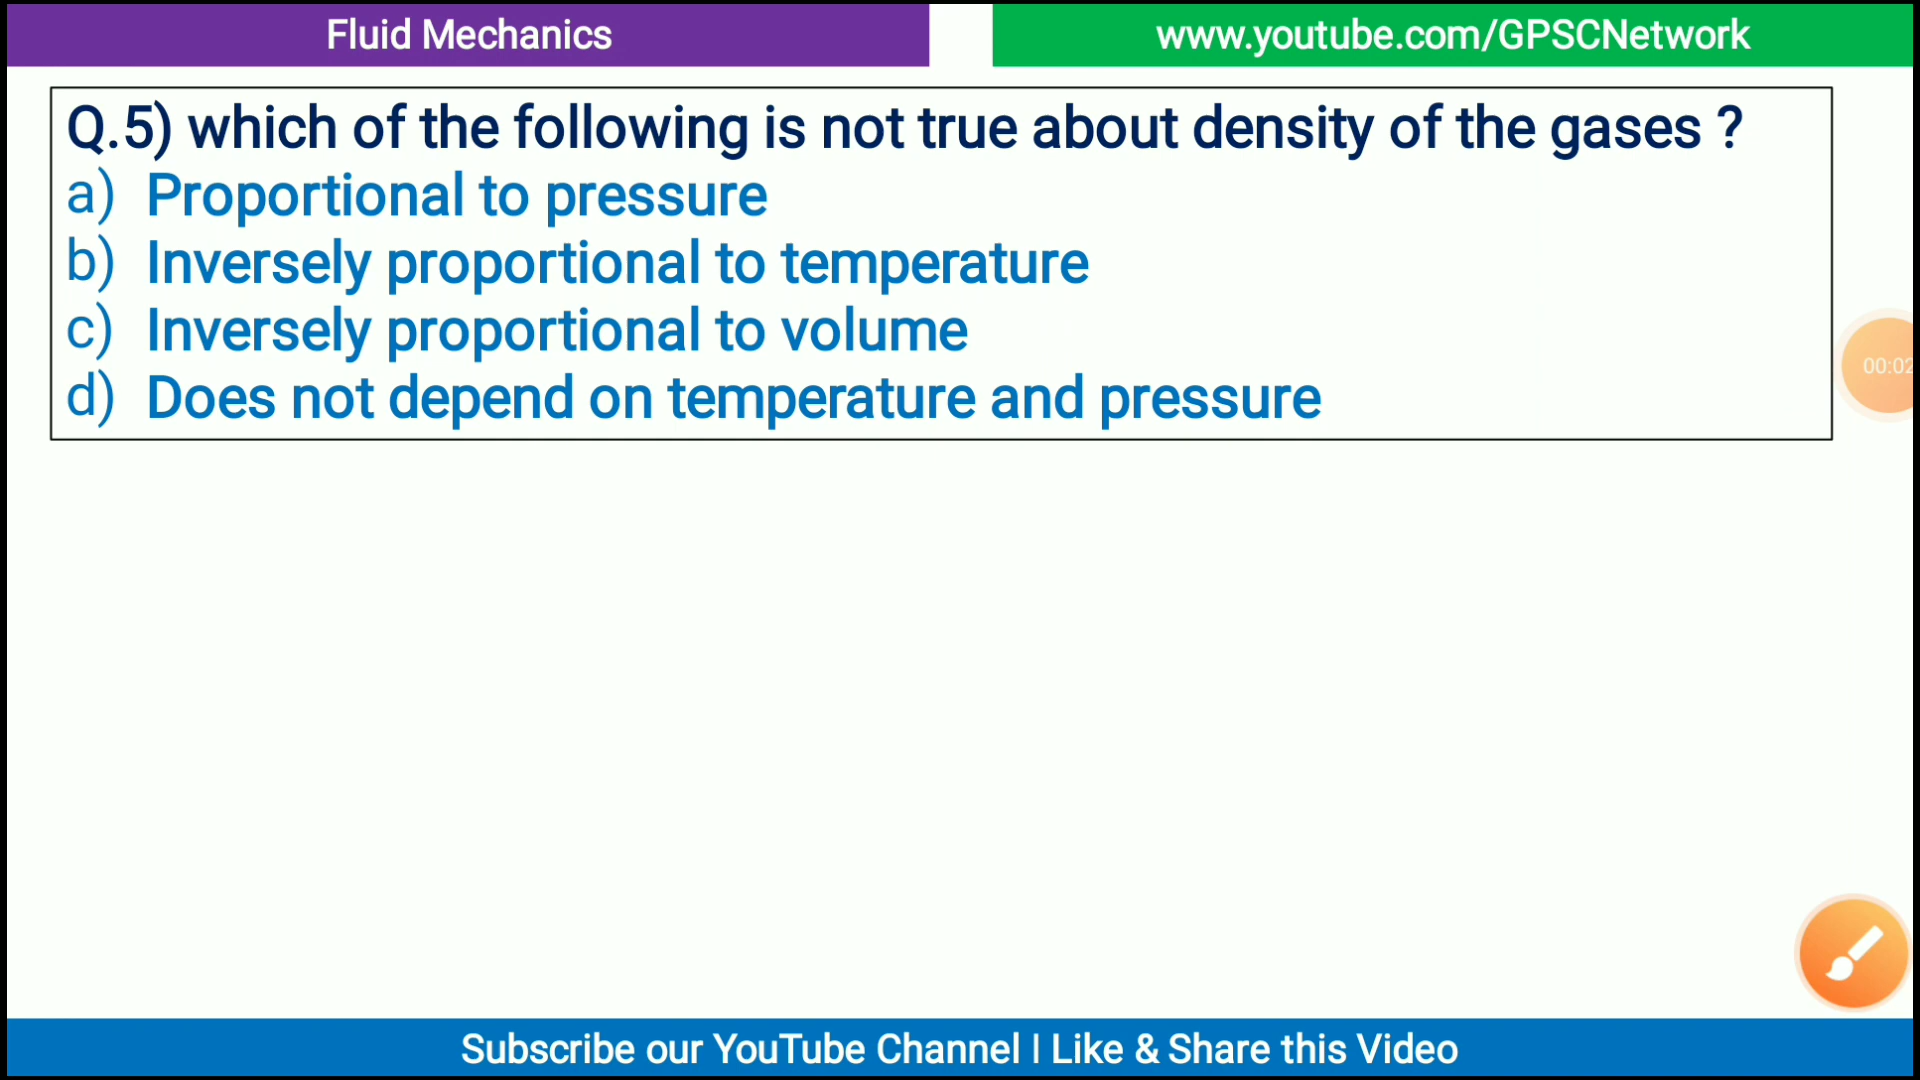 Fluid Mechanics
www.youtube.com/GPSCNetwork
Q.5) which of the following is not true about density of the gases ?
a) Proportional to pressure
b) Inversely proportional to temperature
c) Inversely proportional to volume
d) Does not depend on temperature and pressure
00:02
Subscribe our YouTube Channel I Like & Share this Video